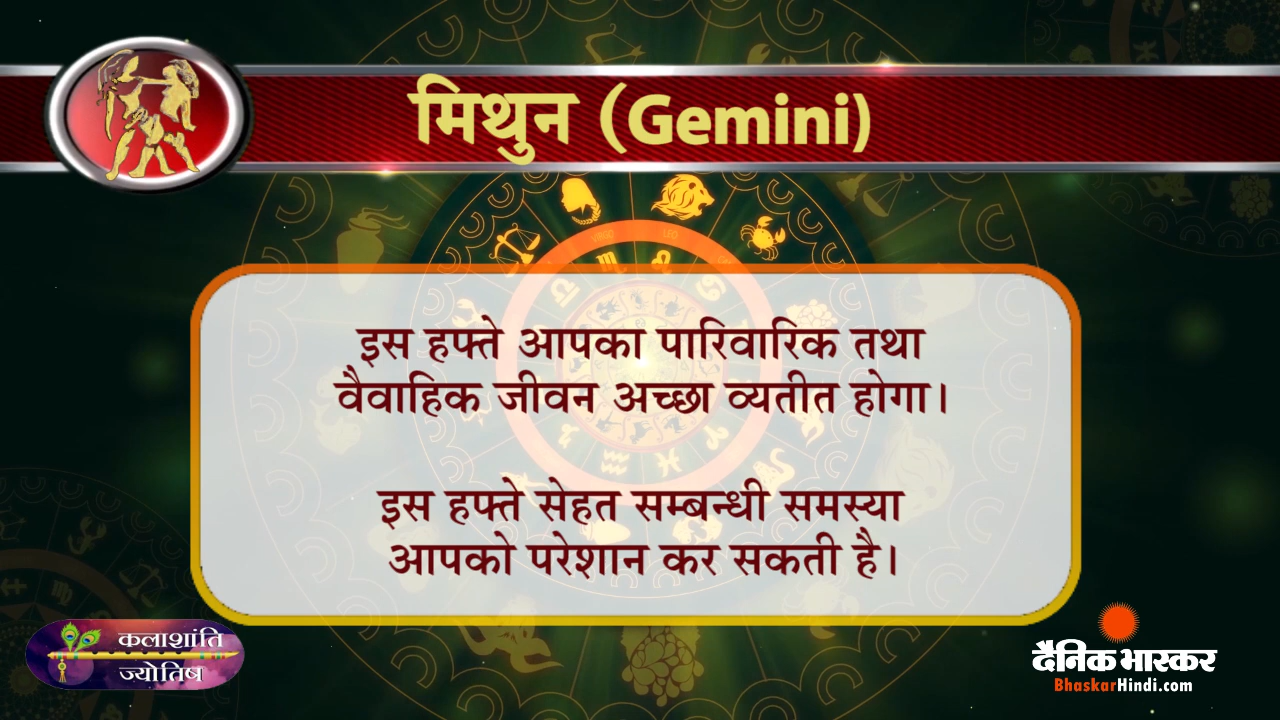 मिथुन (Gemini)
इस हफ्ते आपका पारिवारिक तथा
वैवाहिक जीवन अच्छा व्यतीत होगा।
इस हफ्ते सेहत सम्बन्धी समस्या
आपको परेशान कर सकती है।
कलाशांति
ज्योतिष
दैनिक भास्कर
BhaskarHindi.com